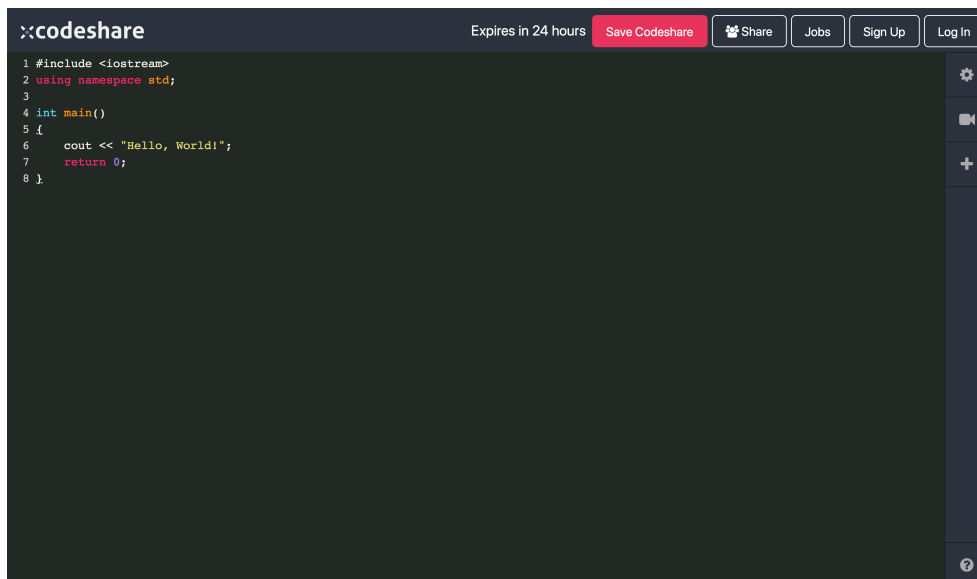 codeshare Expires in 24 hours Save Codeshare Share Jobs Sign Up Log In
1 #include <iostream>
2 using namespace std;
3
4 int main()
5 {
6     cout << "Hello, World!";
7     return 0;
8 }